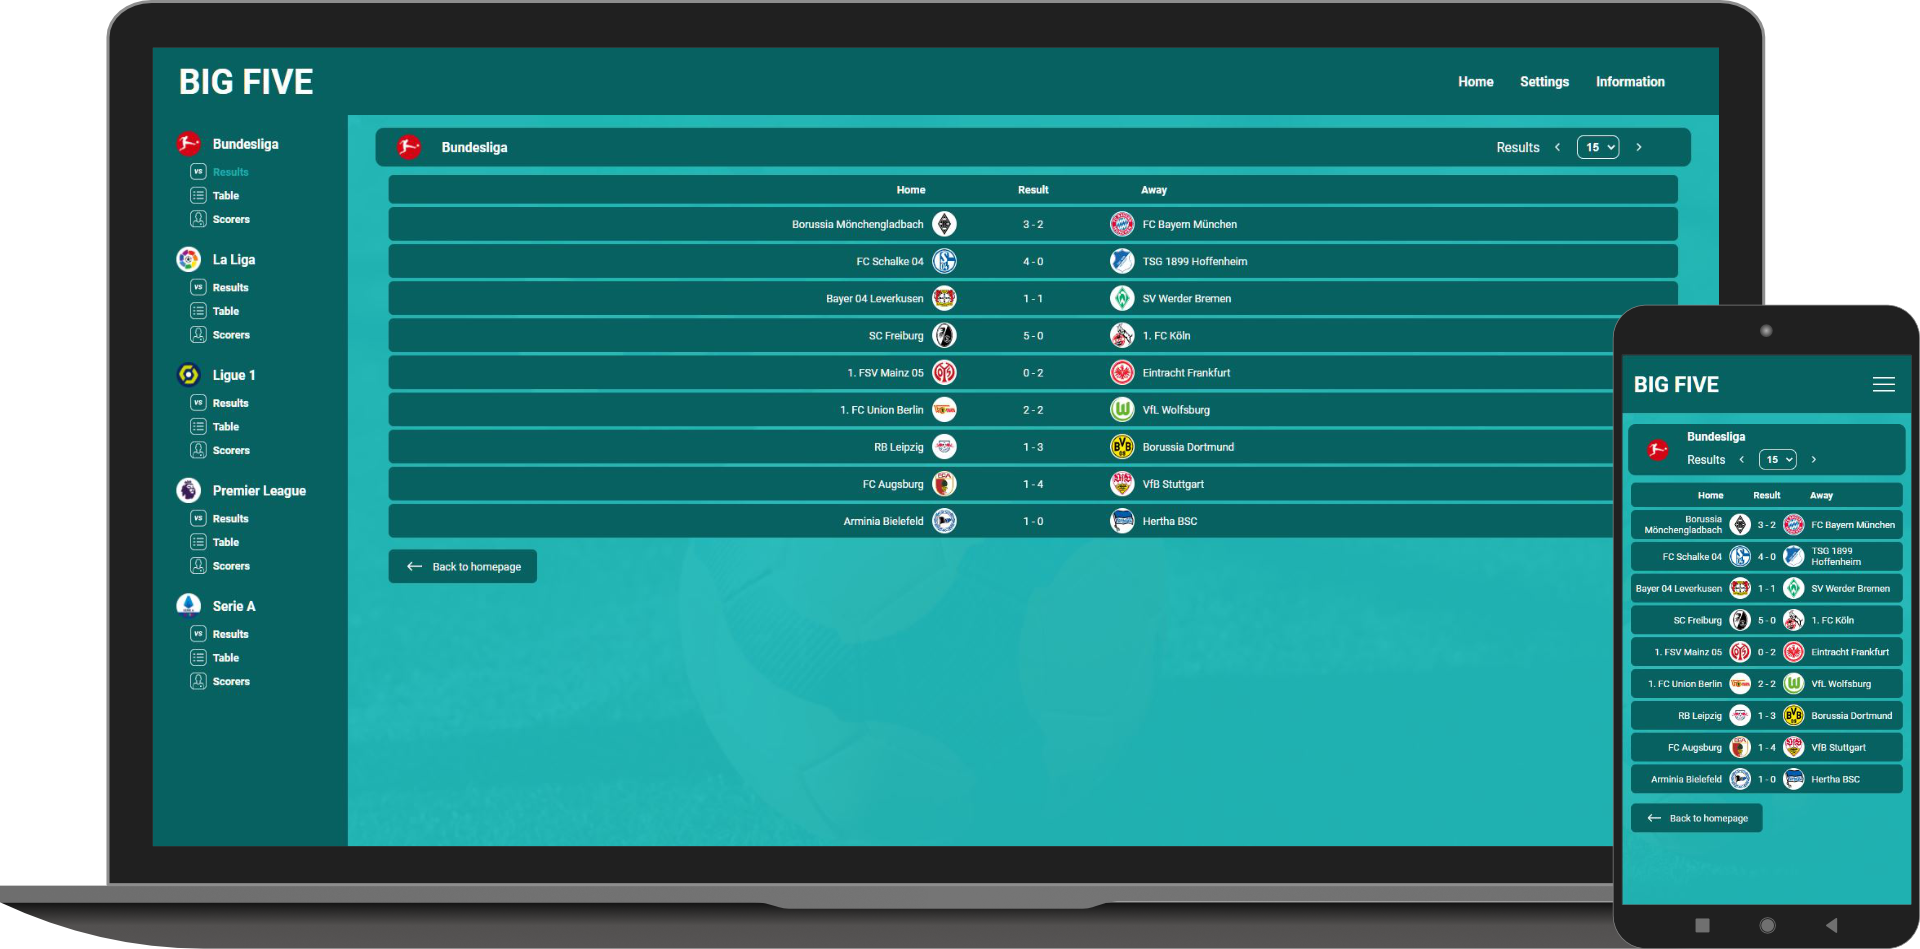 BIG FIVE
Home Settings Information
Bundesliga
Results
Table
Scorers
La Liga
Results
Table
Scorers
Ligue 1
Results
Table
Scorers
Premier League
Results
Table
Scorers
Serie A
Results
Table
Scorers
Bundesliga Results 15
Home Result Away
Borussia Mönchengladbach 3 - 2 FC Bayern München
FC Schalke 04 4 - 0 TSG 1899 Hoffenheim
Bayer 04 Leverkusen 1 - 1 SV Werder Bremen
SC Freiburg 5 - 0 1. FC Köln
1. FSV Mainz 05 0 - 2 Eintracht Frankfurt
1. FC Union Berlin 2 - 2 VfL Wolfsburg
RB Leipzig 1 - 3 Borussia Dortmund
FC Augsburg 1 - 4 VfB Stuttgart
Arminia Bielefeld 1 - 0 Hertha BSC
Back to homepage
BIG FIVE
Bundesliga
Results 15
Home Result Away
Borussia
Mönchengladbach 3 - 2 FC Bayern München
FC Schalke 04 4 - 0 TSG 1899
Hoffenheim
Bayer 04 Leverkusen 1 - 1 SV Werder Bremen
SC Freiburg 5 - 0 1. FC Köln
1. FSV Mainz 05 0 - 2 Eintracht Frankfurt
1. FC Union Berlin 2 - 2 VfL Wolfsburg
RB Leipzig 1 - 3 Borussia Dortmund
FC Augsburg 1 - 4 VfB Stuttgart
Arminia Bielefeld 1 - 0 Hertha BSC
Back to homepage